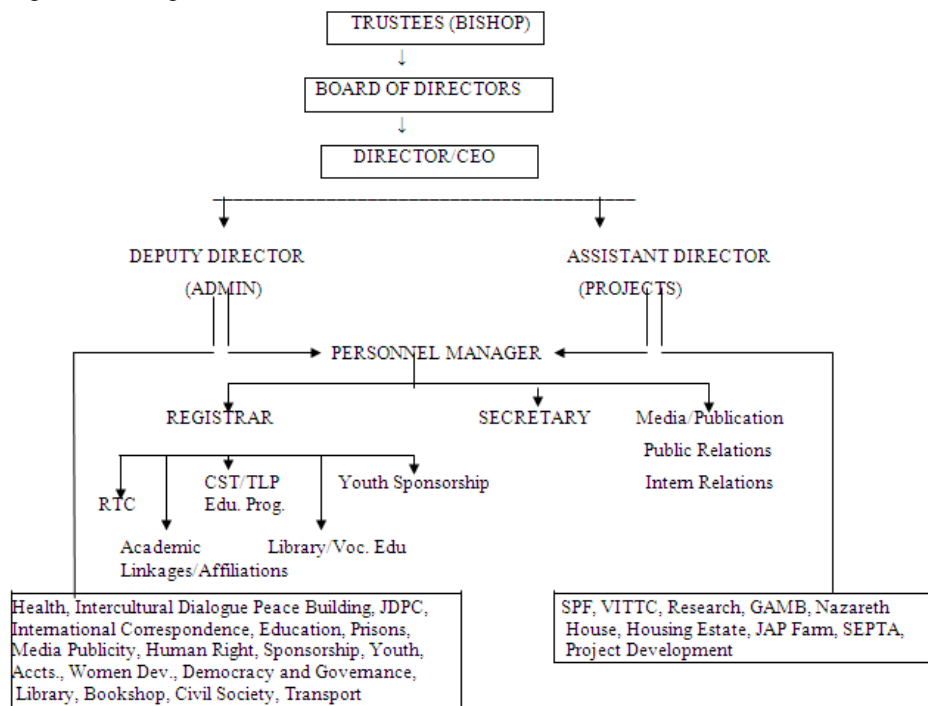 TRUSTEES (BISHOP)
BOARD OF DIRECTORS
DIRECTOR/CEO
DEPUTY DIRECTOR
(ADMIN)
ASSISTANT DIRECTOR
(PROJECTS)
PERSONNEL MANAGER
REGISTRAR
SECRETARY
Media/Publication
Public Relations
Intern Relations
RTC
CST/TLP
Edu. Prog.
Youth Sponsorship
Academic
Linkages/Affiliations
Library/Voc. Edu
Health, Intercultural Dialogue Peace Building, JDPC,
International Correspondence, Education, Prisons,
Media Publicity, Human Right, Sponsorship, Youth,
Accts., Women Dev., Democracy and Governance,
Library, Bookshop, Civil Society, Transport
SPF, VITTC, Research, GAMB, Nazareth
House, Housing Estate, JAP Farm, SEPTA,
Project Development